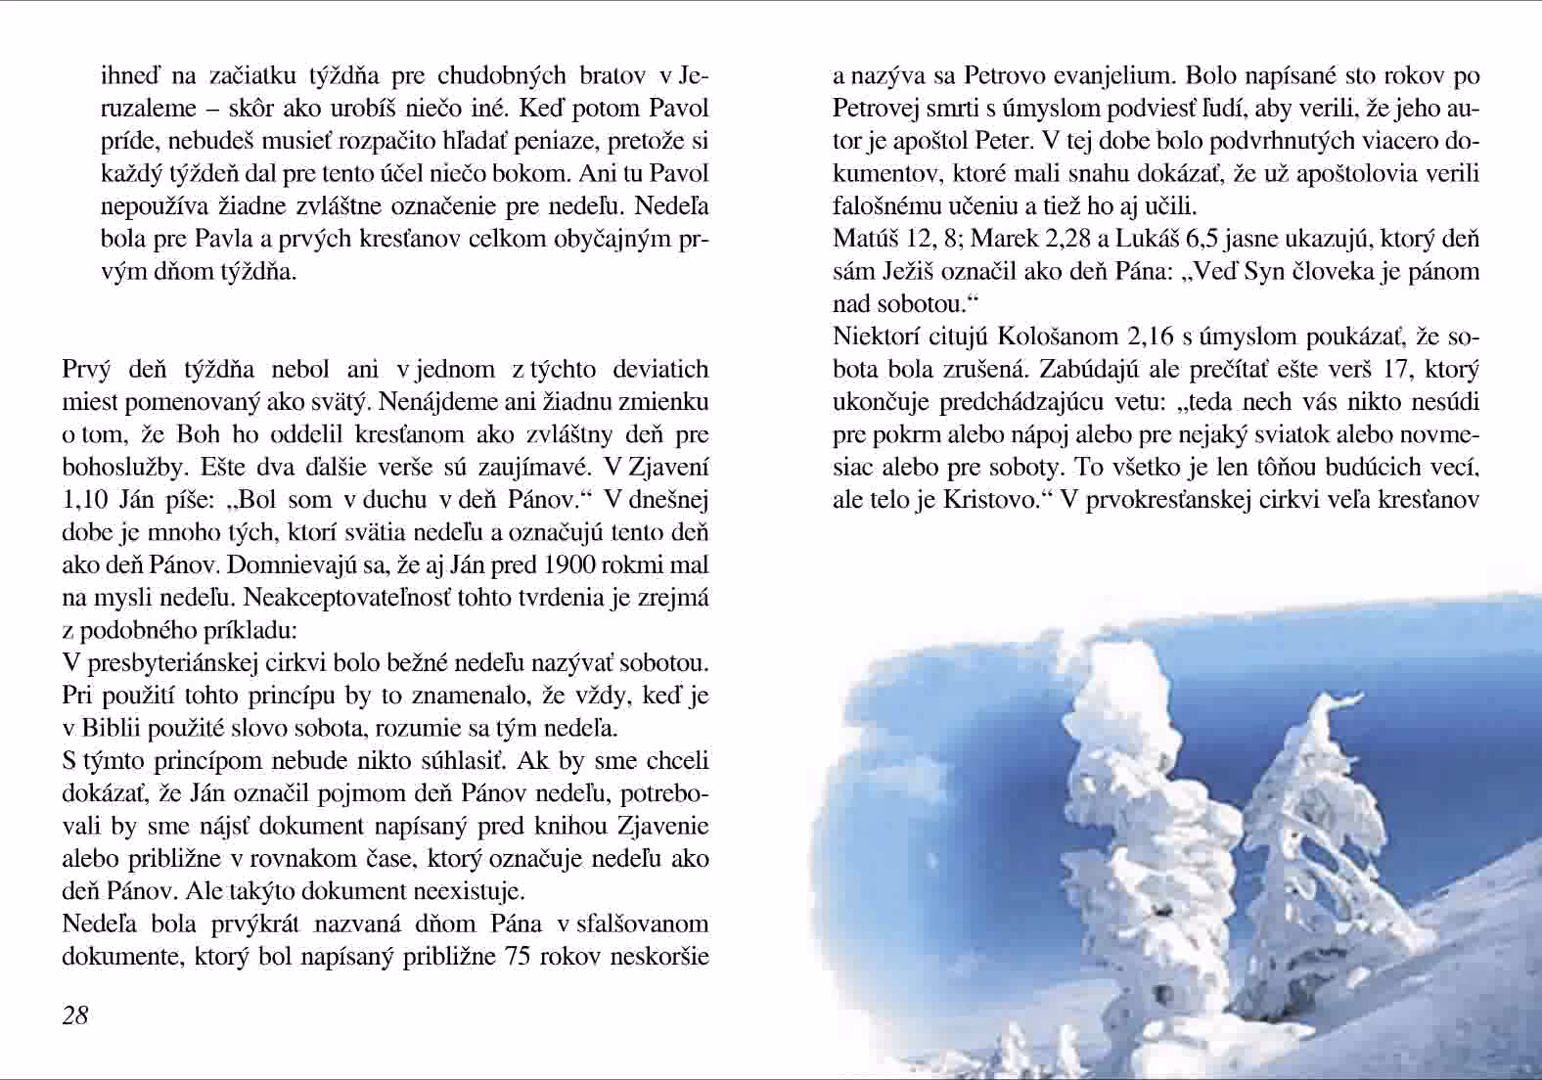 ihneď na začiatku týždňa pre chudobných bratov v Je-
ruzaleme – skôr ako urobíš niečo iné. Keď potom Pavol
príde, nebudeš musieť rozpačito hľadať peniaze, pretože si
každý týždeň dal pre tento účel niečo bokom. Ani tu Pavol
nepoužíva žiadne zvláštne označenie pre nedeľu. Nedeľa
bola pre Pavla a prvých kresťanov celkom obyčajným pr-
vým dňom týždňa.
Prvý deň týždňa nebol ani v jednom z týchto deviatich
miest pomenovaný ako svätý. Nenájdeme ani žiadnu zmienku
o tom, že Boh ho oddelil kresťanom ako zvláštny deň pre
bohoslužby. Ešte dva ďalšie verše sú zaujímavé. V Zjavení
1,10 Ján píše: „Bol som v duchu v deň Pánov.“ V dnešnej
dobe je mnoho tých, ktorí svätia nedeľu a označujú tento deň
ako deň Pánov. Domnievajú sa, že aj Ján pred 1900 rokmi mal
na mysli nedeľu. Neakceptovateľnosť tohto tvrdenia je zrejmá
z podobného príkladu:
V presbyteriánskej cirkvi bolo bežné nedeľu nazývať sobotou.
Pri použití tohto princípu by to znamenalo, že vždy, keď je
v Biblii použité slovo sobota, rozumie sa tým nedeľa.
S týmto princípom nebude nikto súhlasiť. Ak by sme chceli
dokázať, že Ján označil pojmom deň Pánov nedeľu, potrebo-
vali by sme nájsť dokument napísaný pred knihou Zjavenie
alebo približne v rovnakom čase, ktorý označuje nedeľu ako
deň Pánov. Ale takýto dokument neexistuje.
Nedeľa bola prvýkrát nazvaná dňom Pána v sfalšovanom
dokumente, ktorý bol napísaný približne 75 rokov neskoršie
28
a nazýva sa Petrovo evanjelium. Bolo napísané sto rokov po
Petrovej smrti s úmyslom podviesť ľudí, aby verili, že jeho au-
tor je apoštol Peter. V tej dobe bolo podvrhnutých viacero do-
kumentov, ktoré mali snahu dokázať, že už apoštolovia verili
falošnému učeniu a tiež ho aj učili.
Matúš 12, 8; Marek 2,28 a Lukáš 6,5 jasne ukazujú, ktorý deň
sám Ježiš označil ako deň Pána: „Veď Syn človeka je pánom
nad sobotou.“
Niektorí citujú Kološanom 2,16 s úmyslom poukázať, že so-
bota bola zrušená. Zabúdajú ale prečítať ešte verš 17, ktorý
ukončuje predchádzajúcu vetu: „teda nech vás nikto nesúdi
pre pokrm alebo nápoj alebo pre nejaký sviatok alebo novme-
siac alebo pre soboty. To všetko je len tôňou budúcich vecí,
ale telo je Kristovo.“ V prvokresťanskej cirkvi veľa kresťanov